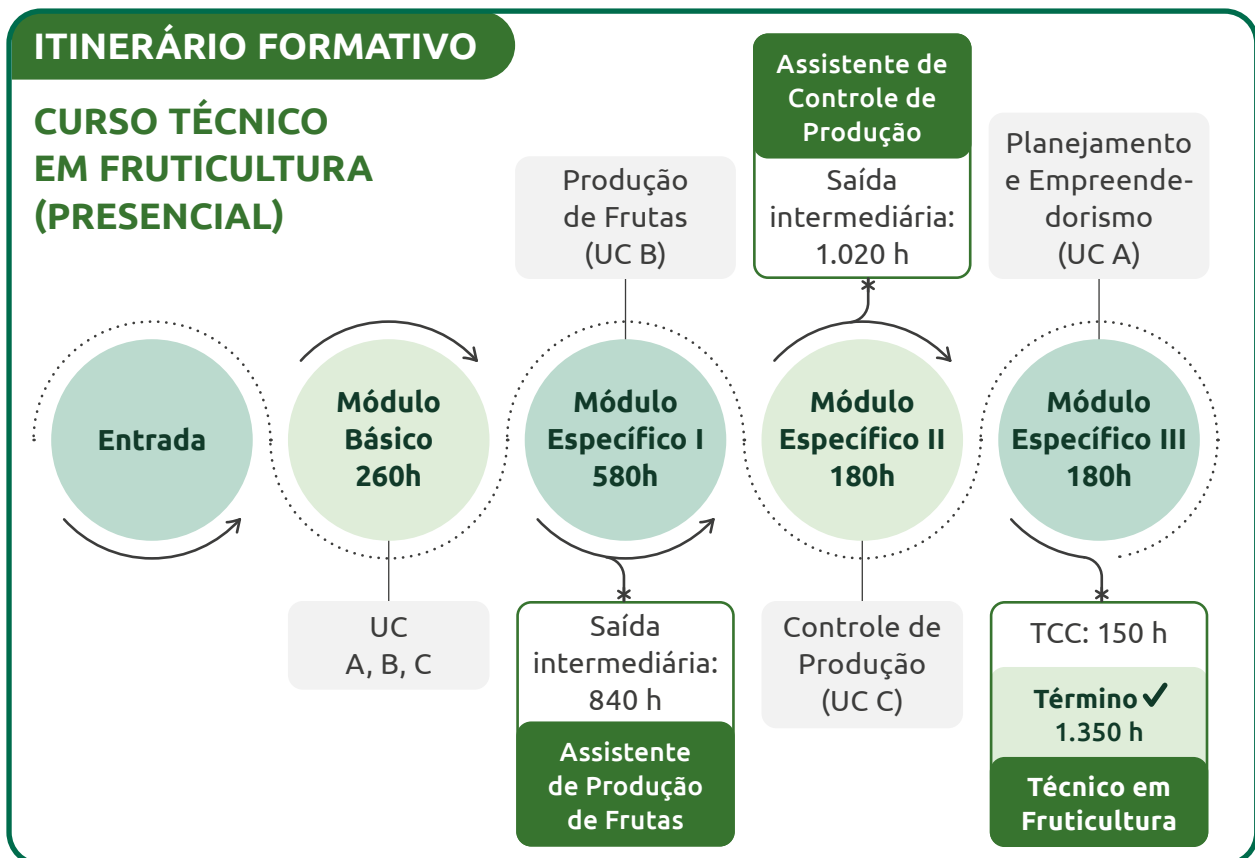 ITINERÁRIO FORMATIVO
CURSO TÉCNICO
EM FRUTICULTURA
(PRESENCIAL)
Produção
de Frutas
(UC B)
Assistente de
Controle de
Produção
Saída
intermediária:
1.020 h
Planejamento
e Empreende-
dorismo
(UC A)
Entrada
Módulo
Básico
260h
Módulo
Específico I
580h
Módulo
Específico II
180h
Módulo
Específico III
180h
UC
A, B, C
Saída
intermediária:
840 h
Assistente
de Produção
de Frutas
Controle de
Produção
(UC C)
TCC: 150 h
Término ✓
1.350 h
Técnico em
Fruticultura